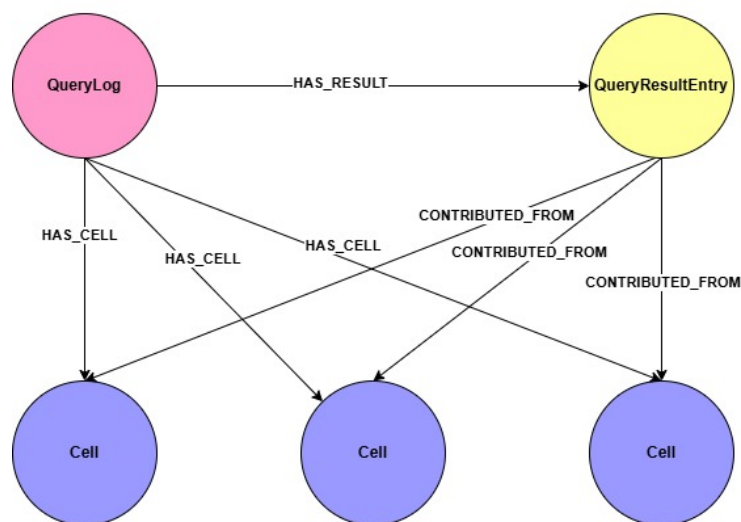 QueryLog
HAS_RESULT
QueryResultEntry
CONTRIBUTED_FROM
HAS_CELL
HAS_CELL
CONTRIBUTED_FROM
HAS_CELL
CONTRIBUTED_FROM
Cell
Cell
Cell